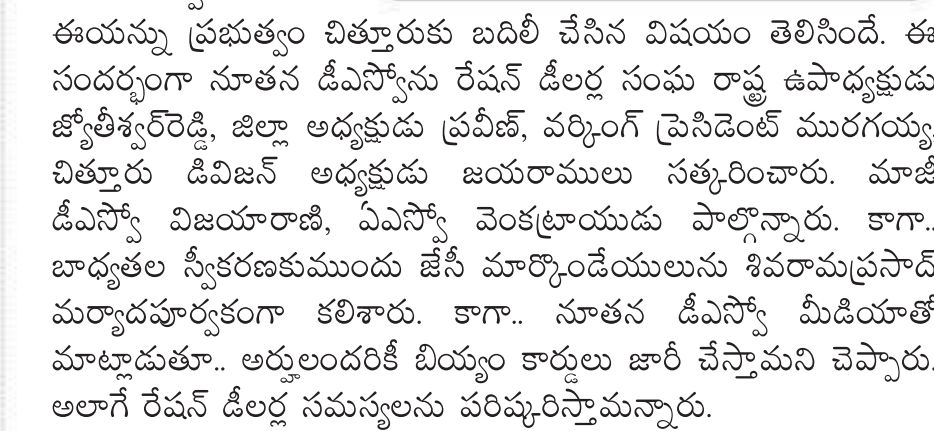 ఈయన్ను ప్రభుత్వం చిత్తూరుకు బదిలీ చేసిన విషయం తెలిసిందే. ఈ
సందర్భంగా నూతన డీఎస్వోను రేషన్ డీలర్ల సంఘ రాష్ట్ర ఉపాధ్యక్షుడు
జ్యోతీశ్వర్‌రెడ్డి, జిల్లా అధ్యక్షుడు ప్రవీణ్, వర్కింగ్ ప్రెసిడెంట్ మురగయ్య,
చిత్తూరు డివిజన్ అధ్యక్షుడు జయరాములు సత్కరించారు. మాజీ
డీఎస్వో విజయారాణి, ఏఎస్వో వెంకట్రాయుడు పాల్గొన్నారు. కాగా..
బాధ్యతల స్వీకరణకుముందు జేసీ మార్కొండేయులును శివరామప్రసాద్
మర్యాదపూర్వకంగా కలిశారు. కాగా.. నూతన డీఎస్వో మీడియాతో
మాట్లాడుతూ.. అర్హులందరికీ బియ్యం కార్డులు జారీ చేస్తామని చెప్పారు.
అలాగే రేషన్ డీలర్ల సమస్యలను పరిష్కరిస్తామన్నారు.